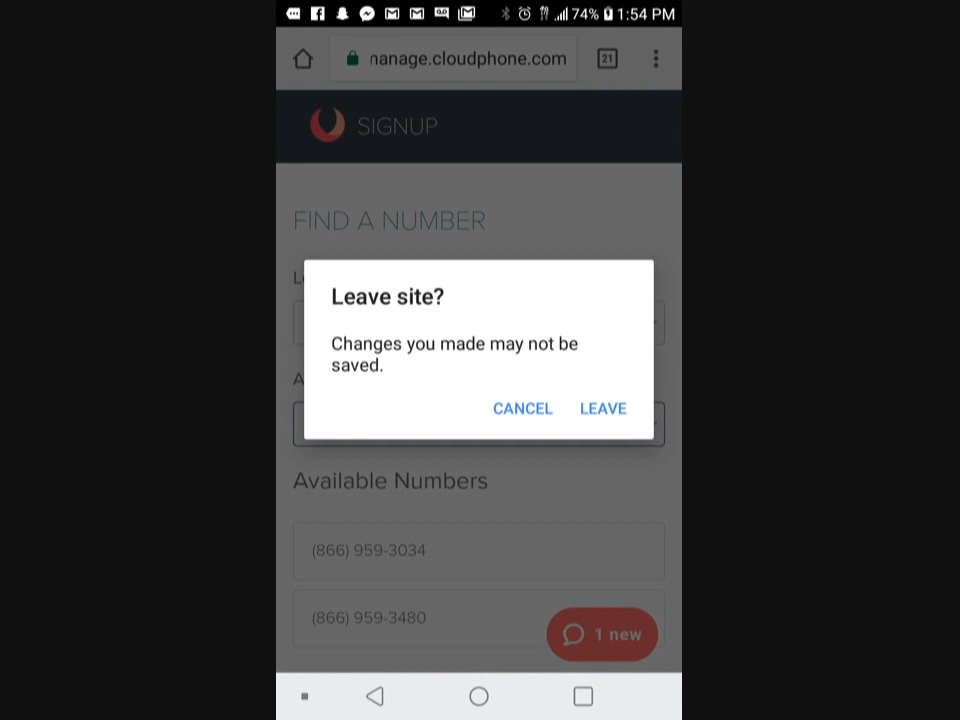 74% 1:54 PM
nanage.cloudphone.com
21
SIGNUP
FIND A NUMBER
Leave site?
Changes you made may not be
saved.
CANCEL LEAVE
Available Numbers
(866) 959-3034
(866) 959-3480
1 new